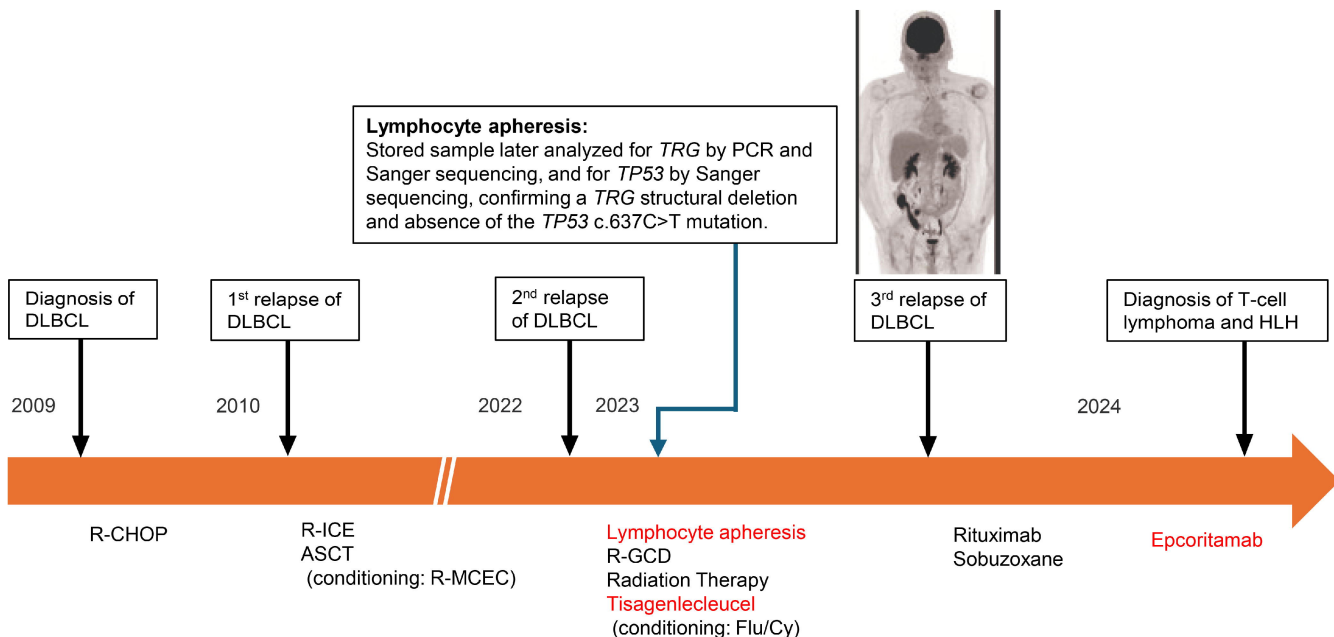 Lymphocyte apheresis:
Stored sample later analyzed for TRG by PCR and
Sanger sequencing, and for TP53 by Sanger
sequencing, confirming a TRG structural deletion
and absence of the TP53 c.637C>T mutation.
Diagnosis of
DLBCL
1st relapse of
DLBCL
2nd relapse
of DLBCL
3rd relapse of
DLBCL
Diagnosis of T-cell
lymphoma and HLH
2009
2010
2022
2023
2024
R-CHOP
R-ICE
ASCT
(conditioning: R-MCEC)
Lymphocyte apheresis
R-GCD
Radiation Therapy
Tisagenlecleucel
(conditioning: Flu/Cy)
Rituximab
Sobuzoxane
Epcoritamab